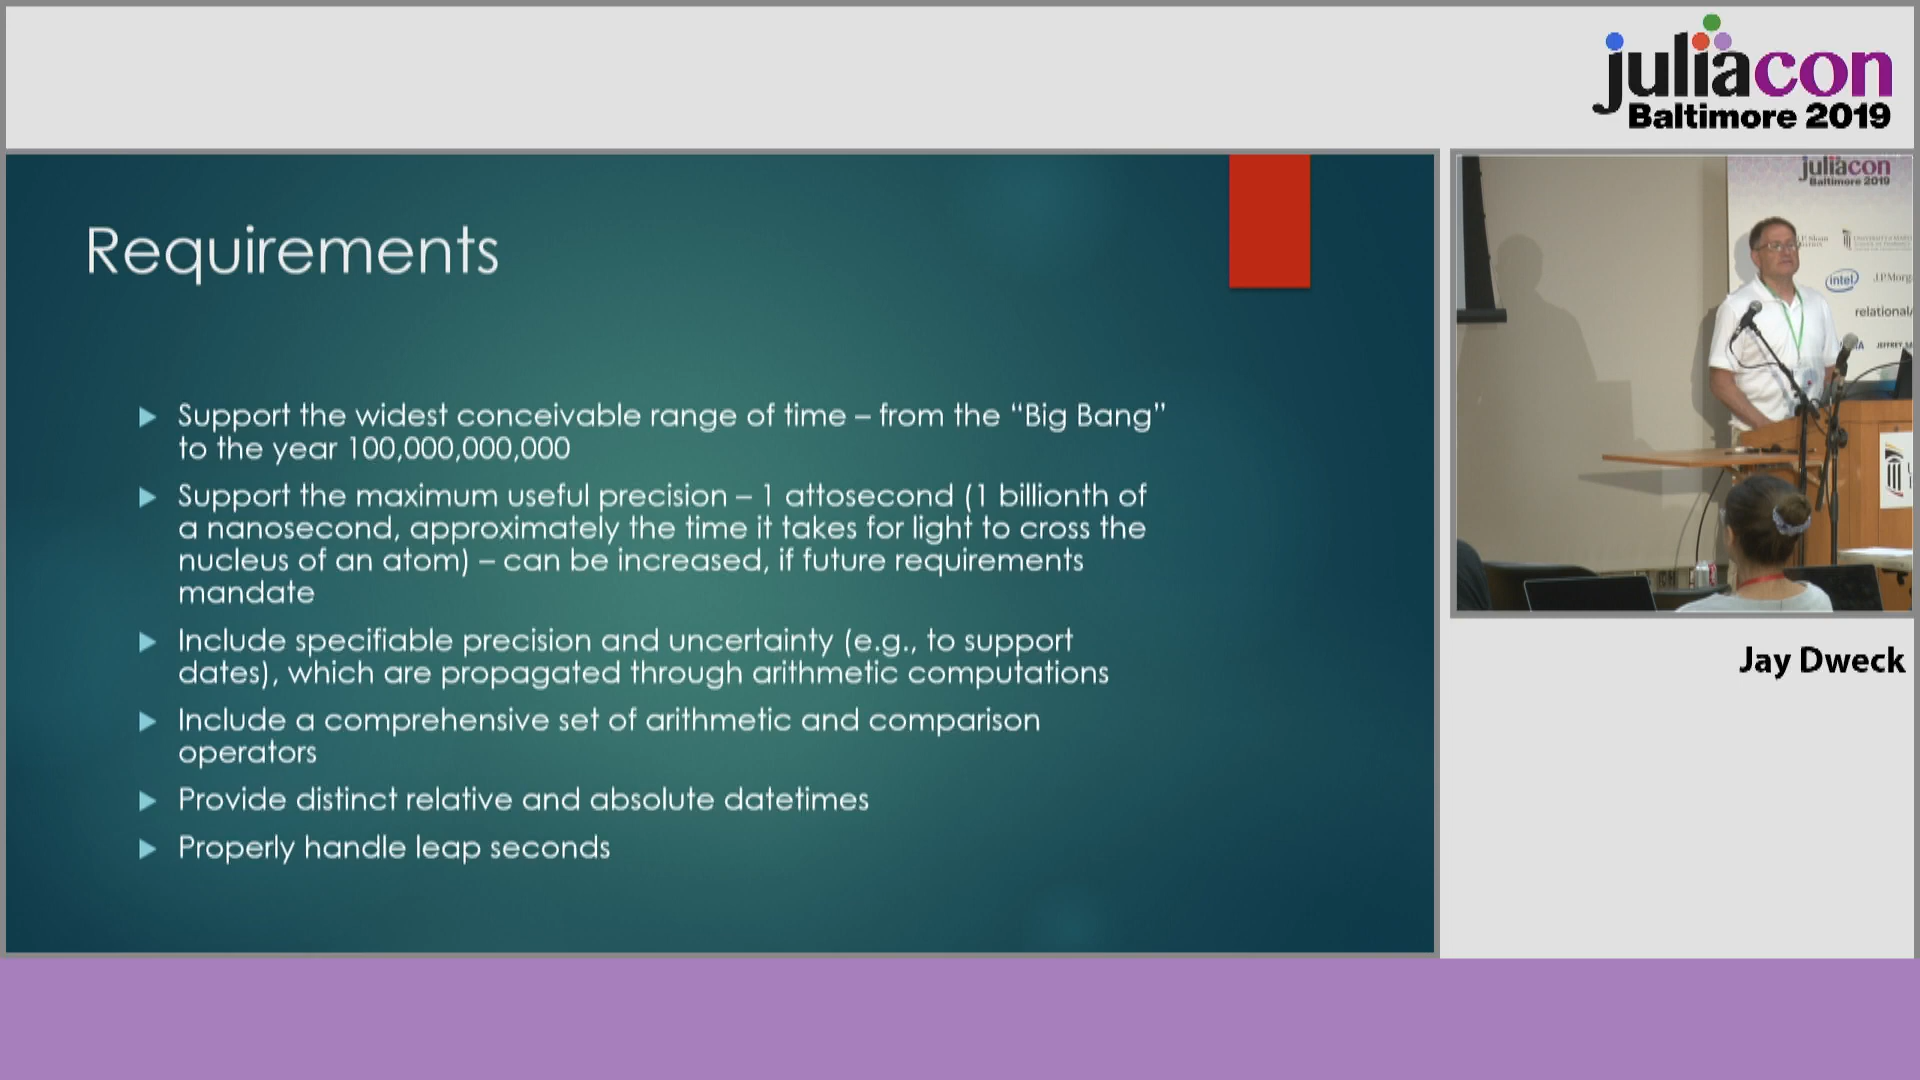 juliacon
Baltimore 2019
Requirements
Support the widest conceivable range of time – from the “Big Bang”
to the year 100,000,000,000
Support the maximum useful precision – 1 attosecond (1 billionth of
a nanosecond, approximately the time it takes for light to cross the
nucleus of an atom) – can be increased, if future requirements
mandate
Include specifiable precision and uncertainty (e.g., to support
dates), which are propagated through arithmetic computations
Include a comprehensive set of arithmetic and comparison
operators
Provide distinct relative and absolute datetimes
Properly handle leap seconds
juliacon
Baltimore 2019
intel
J.P.Morg
relational
JEFFREY SA
Jay Dweck